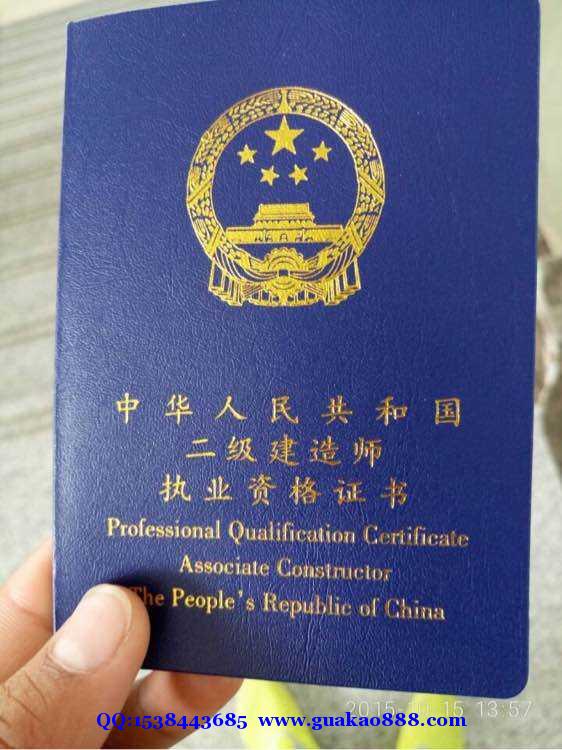 中华人民共和国
二级建造师
执业资格证书
Professional Qualification Certificate
Associate Constructor
The People's Republic of China
2015-10-15 13:57
QQ:1538443685 www.guakao888.com